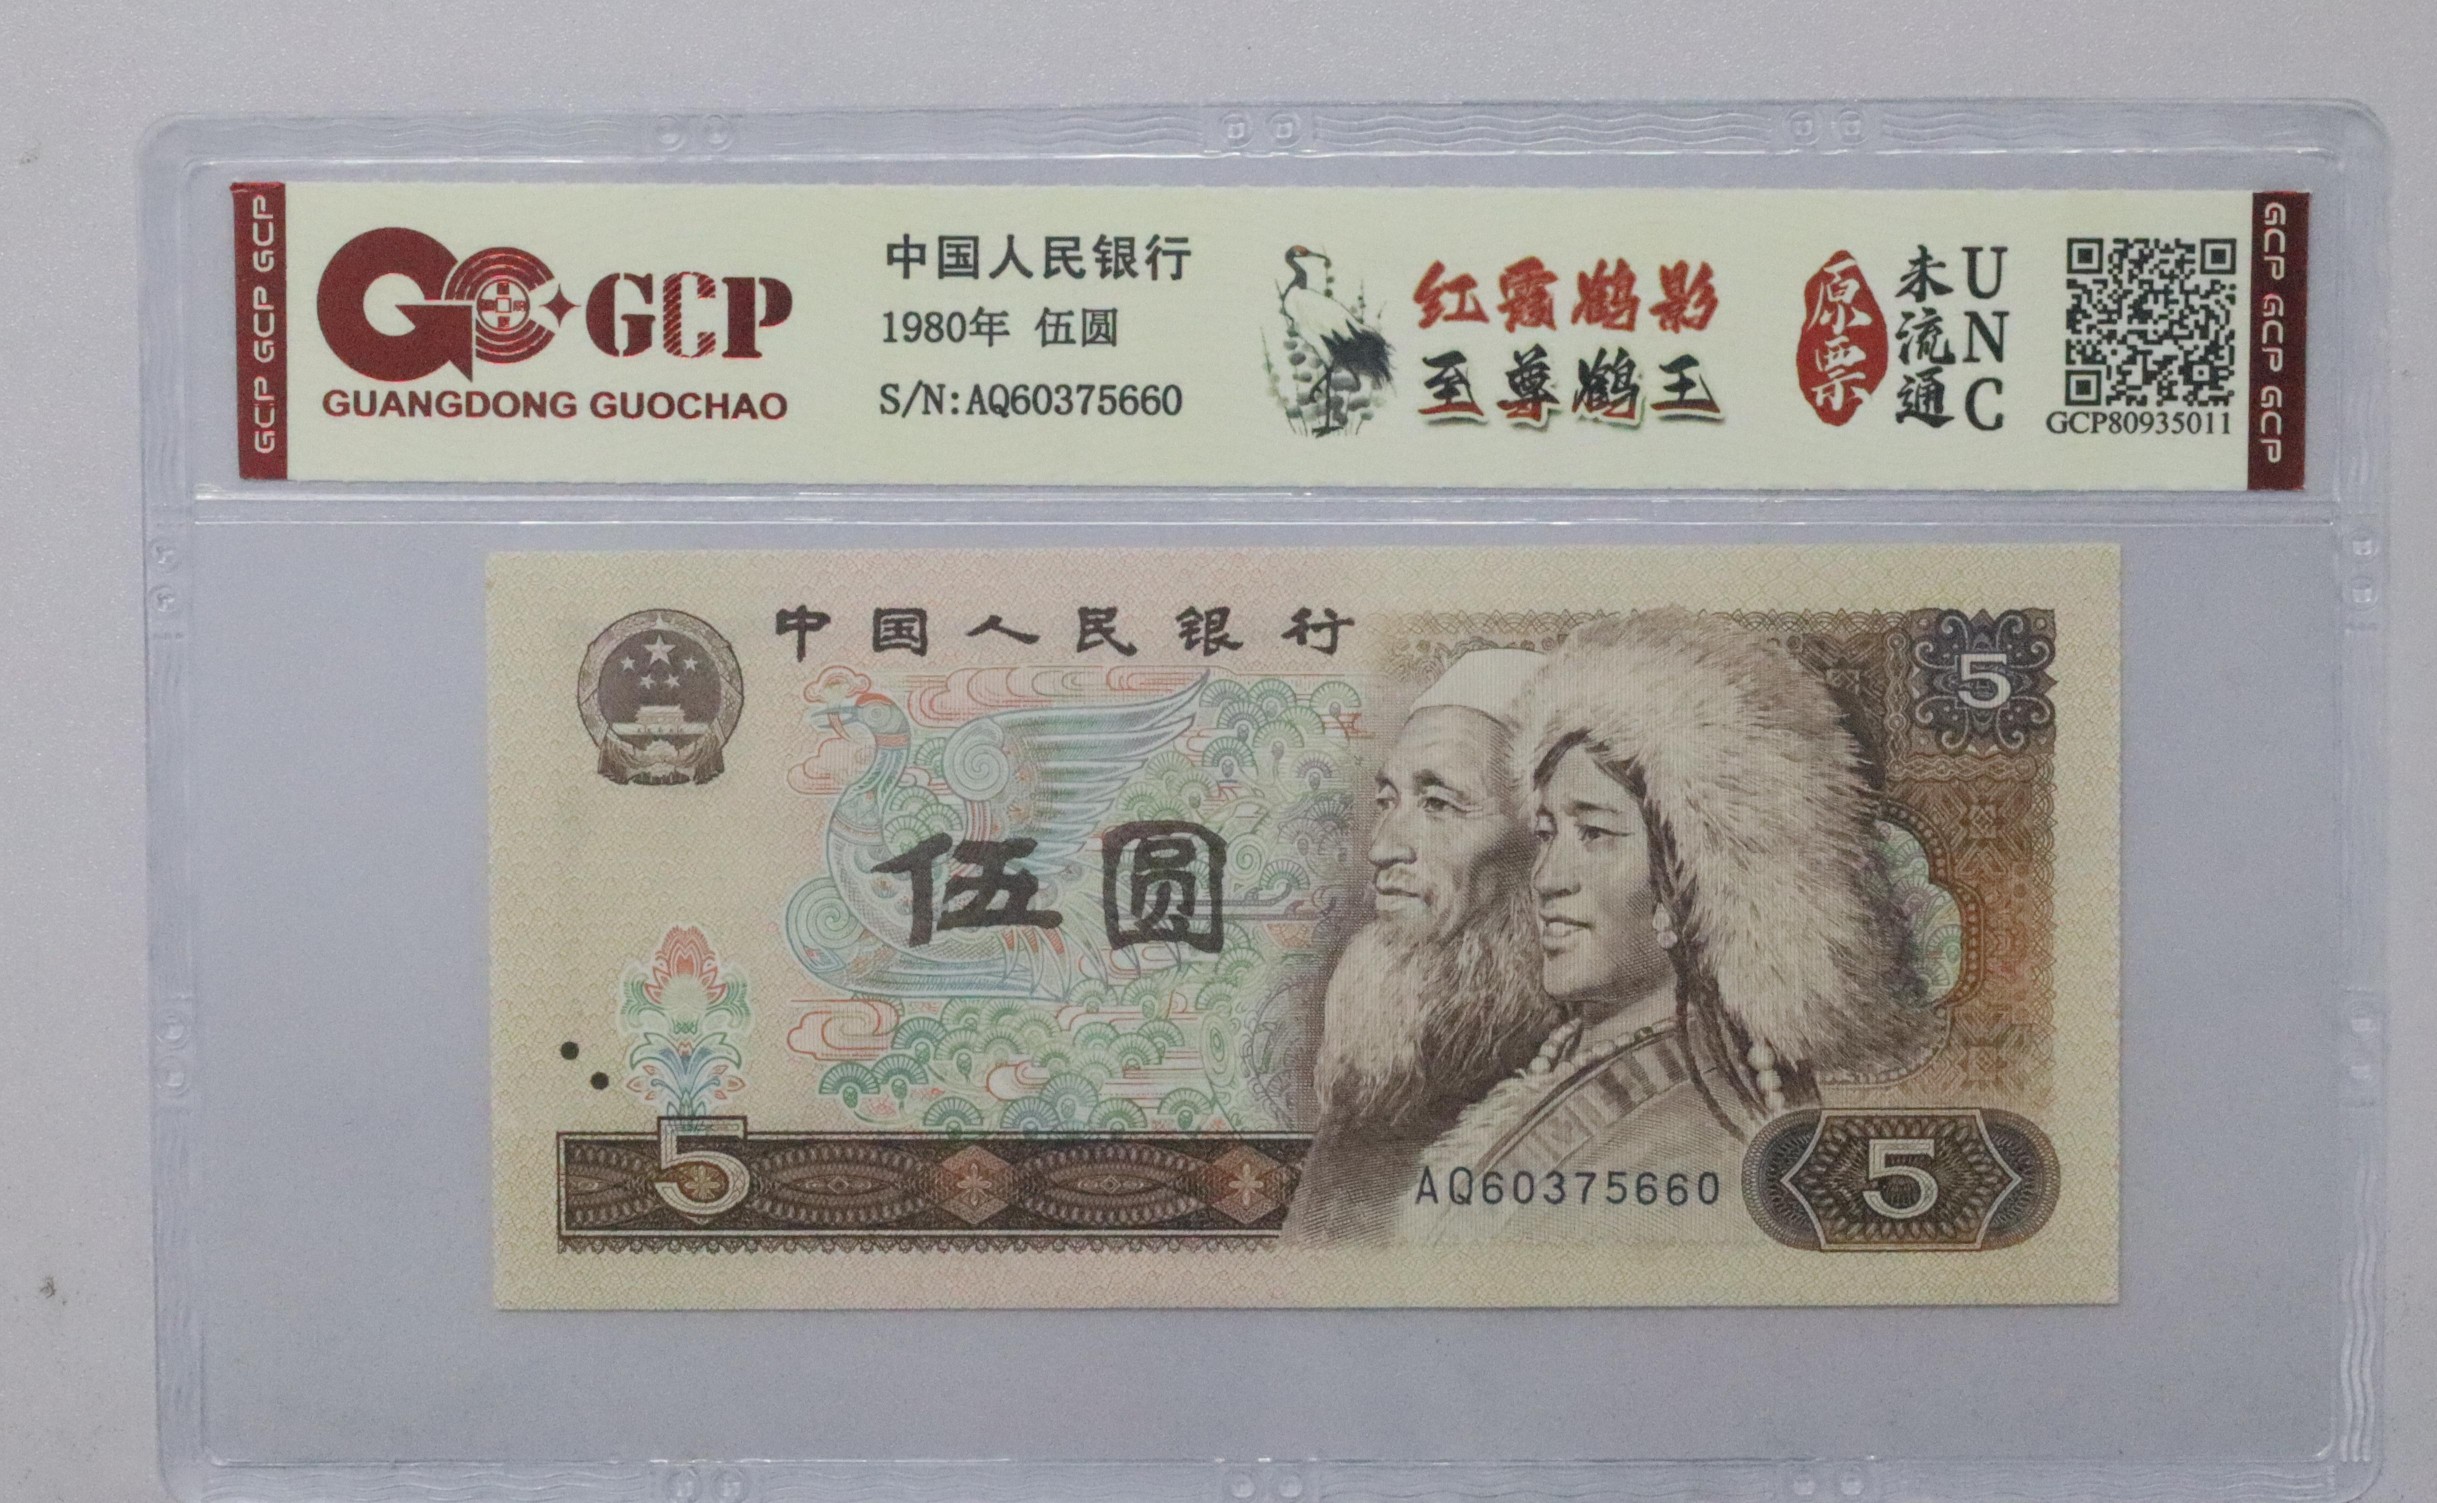 GCP GCP GCP
GCP
GUANGDONG GUOCHAO
中国人民银行
1980年 伍圆
S/N:AQ60375660
红霞鹤影
至尊鹤王
原票
未流通
UNC
GCP80935011
GCP GCP GCP
中国人民银行
5
伍圆
5
AQ60375660
5